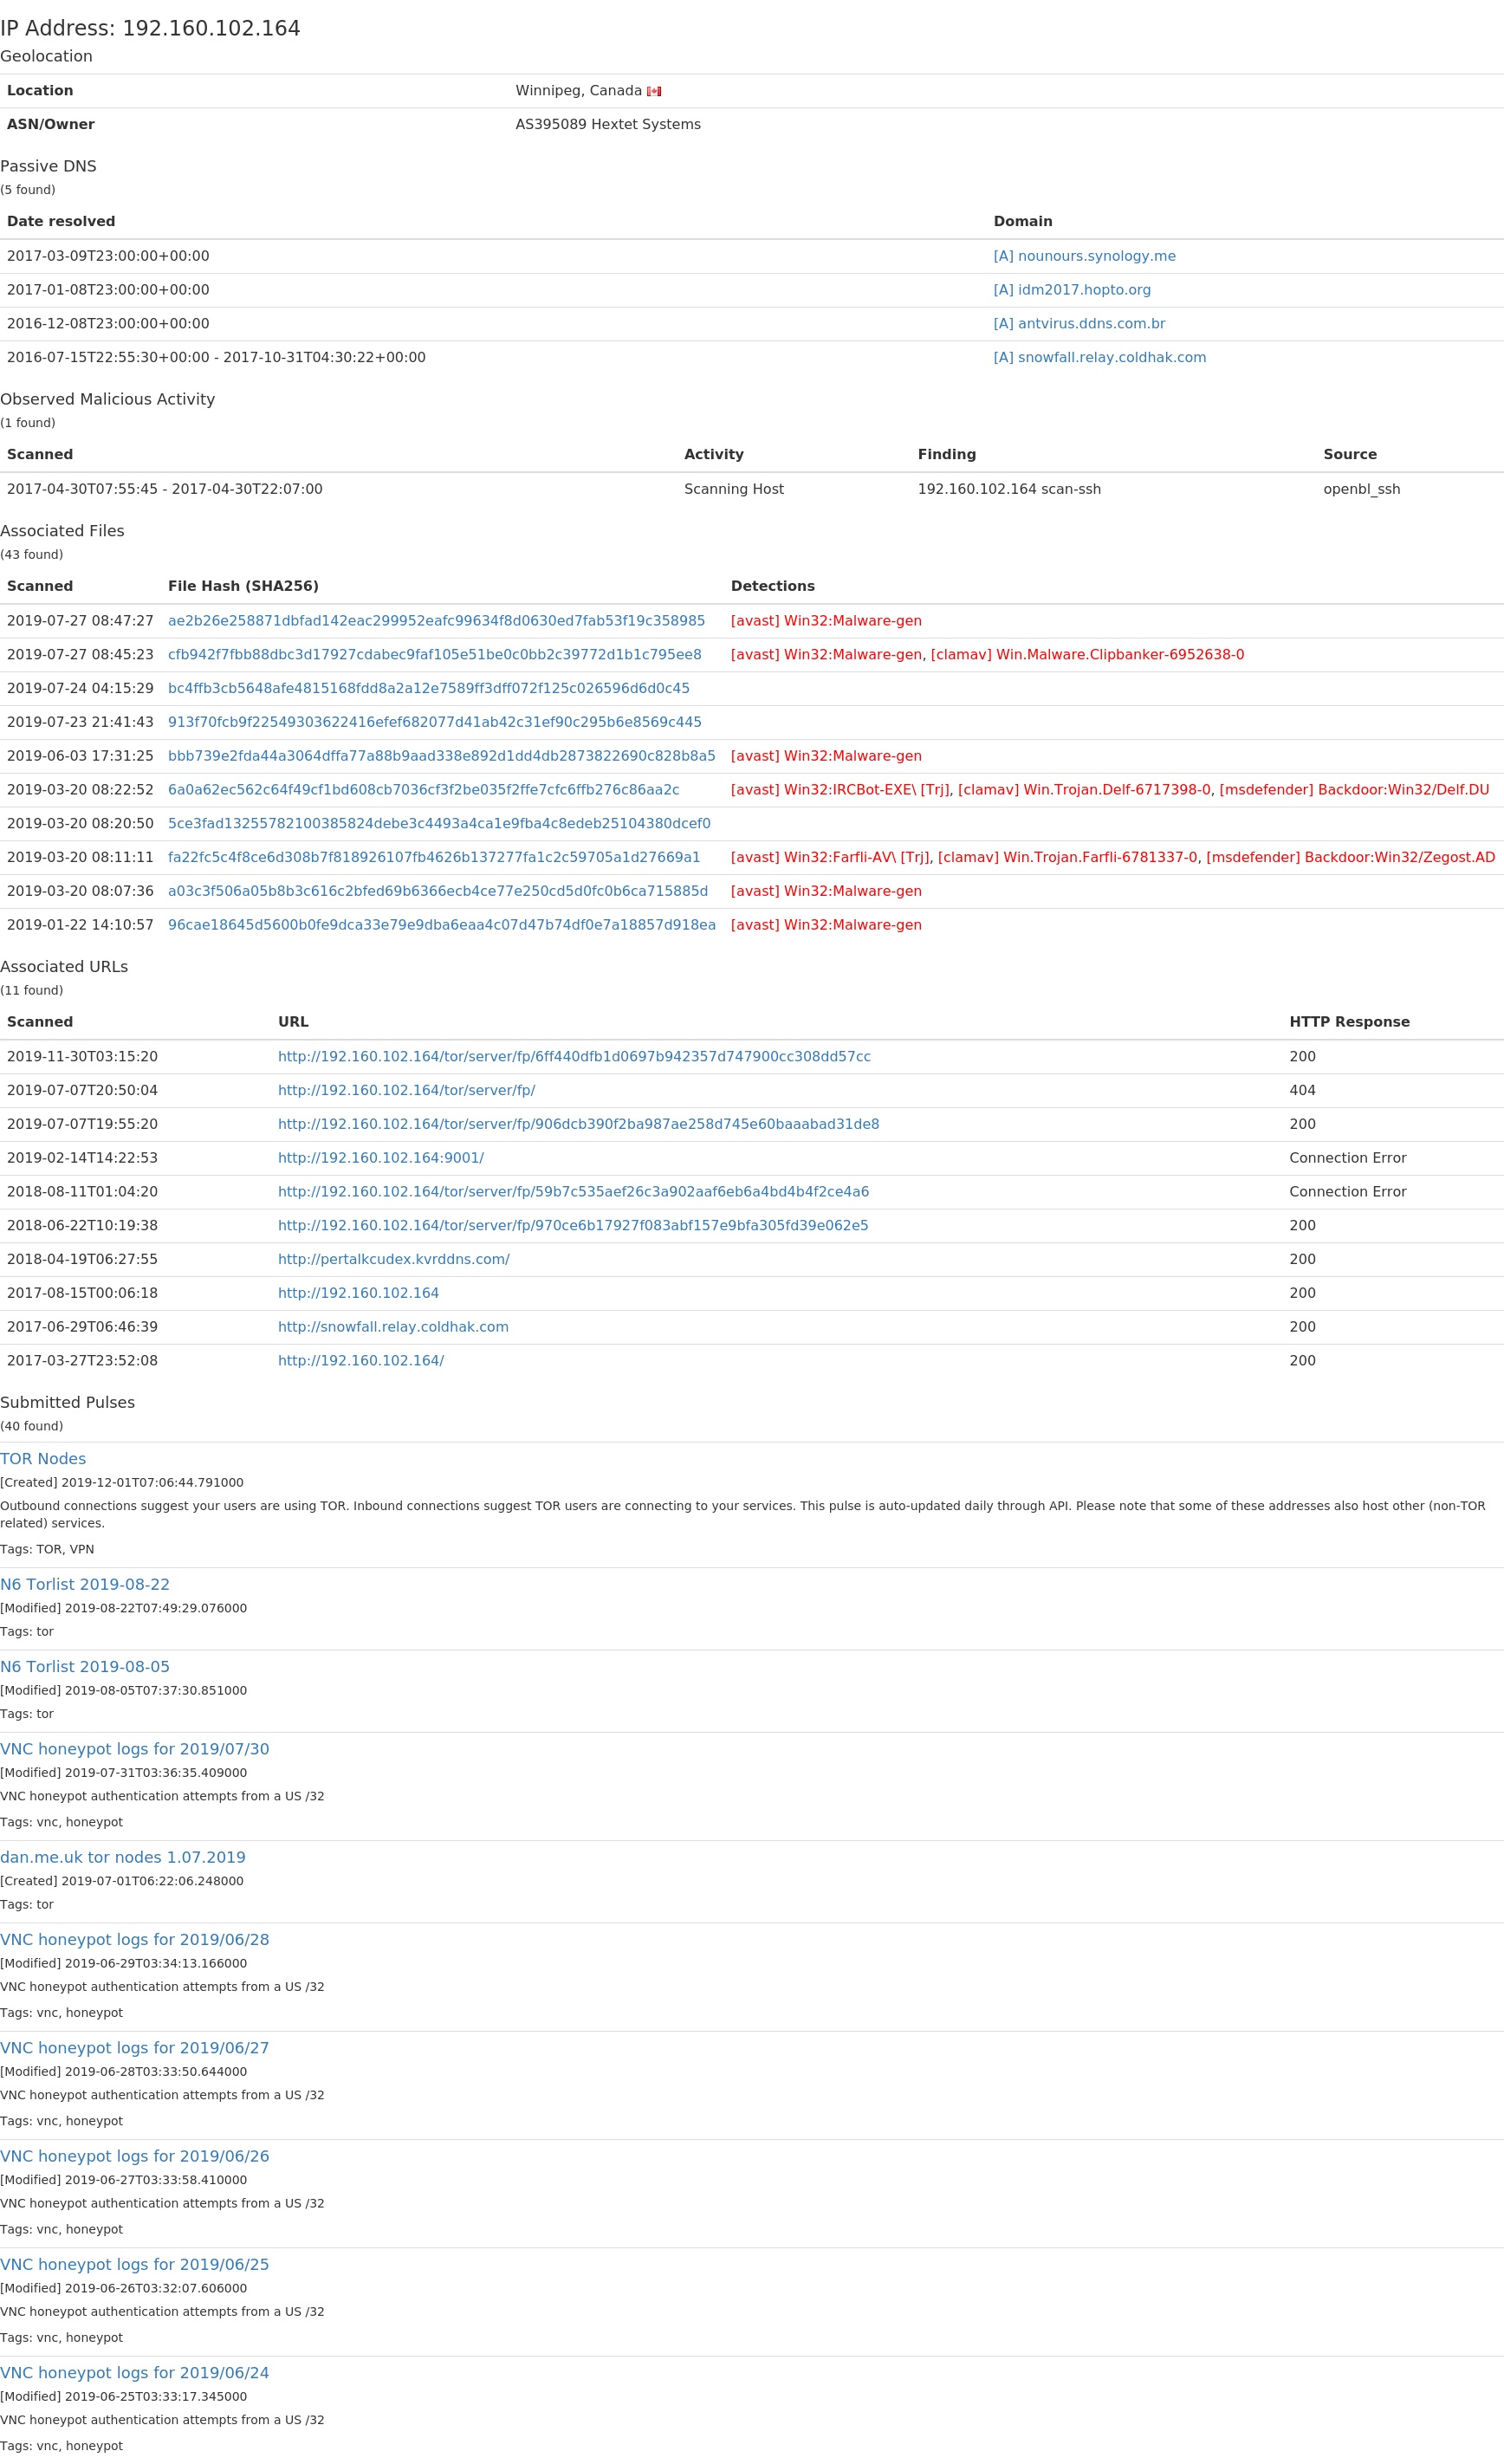 IP Address: 192.160.102.164
Geolocation
Location Winnipeg, Canada
ASN/Owner AS395089 Hextet Systems
Passive DNS
(5 found)
Date resolved Domain
2017-03-09T23:00:00+00:00 [A] nounours.synology.me
2017-01-08T23:00:00+00:00 [A] idm2017.hopto.org
2016-12-08T23:00:00+00:00 [A] antvirus.ddns.com.br
2016-07-15T22:55:30+00:00 - 2017-10-31T04:30:22+00:00 [A] snowfall.relay.coldhak.com
Observed Malicious Activity
(1 found)
Scanned Activity Finding Source
2017-04-30T07:55:45 - 2017-04-30T22:07:00 Scanning Host 192.160.102.164 scan-ssh openbl_ssh
Associated Files
(43 found)
Scanned File Hash (SHA256) Detections
2019-07-27 08:47:27 ae2b26e258871dbfad142eac299952eafc99634f8d0630ed7fab53f19c358985 [avast] Win32:Malware-gen
2019-07-27 08:45:23 cfb942f7fbb88dbc3d17927cdabec9faf105e51be0c0bb2c39772d1b1c795ee8 [avast] Win32:Malware-gen, [clamav] Win.Malware.Clipbanker-6952638-0
2019-07-24 04:15:29 bc4ffb3cb5648afe4815168fdd8a2a12e7589ff3dff072f125c026596d6d0c45
2019-07-23 21:41:43 913f70fcb9f22549303622416efef682077d41ab42c31ef90c295b6e8569c445
2019-06-03 17:31:25 bbb739e2fda44a3064dffa77a88b9aad338e892d1dd4db2873822690c828b8a5 [avast] Win32:Malware-gen
2019-03-20 08:22:52 6a0a62ec562c64f49cf1bd608cb7036cf3f2be035f2ffe7cfc6ffb276c86aa2c [avast] Win32:IRCBot-EXE\ [Trj], [clamav] Win.Trojan.Delf-6717398-0, [msdefender] Backdoor:Win32/Delf.DU
2019-03-20 08:20:50 5ce3fad13255782100385824debe3c4493a4ca1e9fba4c8edeb25104380dcef0
2019-03-20 08:11:11 fa22fc5c4f8ce6d308b7f818926107fb4626b137277fa1c2c59705a1d27669a1 [avast] Win32:Farfli-AV\ [Trj], [clamav] Win.Trojan.Farfli-6781337-0, [msdefender] Backdoor:Win32/Zegost.AD
2019-03-20 08:07:36 a03c3f506a05b8b3c616c2bfed69b6366ecb4ce77e250cd5d0fc0b6ca715885d [avast] Win32:Malware-gen
2019-01-22 14:10:57 96cae18645d5600b0fe9dca33e79e9dba6eaa4c07d47b74df0e7a18857d918ea [avast] Win32:Malware-gen
Associated URLs
(11 found)
Scanned URL HTTP Response
2019-11-30T03:15:20 http://192.160.102.164/tor/server/fp/6ff440dfb1d0697b942357d747900cc308dd57cc 200
2019-07-07T20:50:04 http://192.160.102.164/tor/server/fp/ 404
2019-07-07T19:55:20 http://192.160.102.164/tor/server/fp/906dcb390f2ba987ae258d745e60baaabad31de8 200
2019-02-14T14:22:53 http://192.160.102.164:9001/ Connection Error
2018-08-11T01:04:20 http://192.160.102.164/tor/server/fp/59b7c535aef26c3a902aaf6eb6a4bd4b4f2ce4a6 Connection Error
2018-06-22T10:19:38 http://192.160.102.164/tor/server/fp/970ce6b17927f083abf157e9bfa305fd39e062e5 200
2018-04-19T06:27:55 http://pertalkcudex.kvrddns.com/ 200
2017-08-15T00:06:18 http://192.160.102.164 200
2017-06-29T06:46:39 http://snowfall.relay.coldhak.com 200
2017-03-27T23:52:08 http://192.160.102.164/ 200
Submitted Pulses
(40 found)
TOR Nodes
[Created] 2019-12-01T07:06:44.791000
Outbound connections suggest your users are using TOR. Inbound connections suggest TOR users are connecting to your services. This pulse is auto-updated daily through API. Please note that some of these addresses also host other (non-TOR
related) services.
Tags: TOR, VPN
N6 Torlist 2019-08-22
[Modified] 2019-08-22T07:49:29.076000
Tags: tor
N6 Torlist 2019-08-05
[Modified] 2019-08-05T07:37:30.851000
Tags: tor
VNC honeypot logs for 2019/07/30
[Modified] 2019-07-31T03:36:35.409000
VNC honeypot authentication attempts from a US /32
Tags: vnc, honeypot
dan.me.uk tor nodes 1.07.2019
[Created] 2019-07-01T06:22:06.248000
Tags: tor
VNC honeypot logs for 2019/06/28
[Modified] 2019-06-29T03:34:13.166000
VNC honeypot authentication attempts from a US /32
Tags: vnc, honeypot
VNC honeypot logs for 2019/06/27
[Modified] 2019-06-28T03:33:50.644000
VNC honeypot authentication attempts from a US /32
Tags: vnc, honeypot
VNC honeypot logs for 2019/06/26
[Modified] 2019-06-27T03:33:58.410000
VNC honeypot authentication attempts from a US /32
Tags: vnc, honeypot
VNC honeypot logs for 2019/06/25
[Modified] 2019-06-26T03:32:07.606000
VNC honeypot authentication attempts from a US /32
Tags: vnc, honeypot
VNC honeypot logs for 2019/06/24
[Modified] 2019-06-25T03:33:17.345000
VNC honeypot authentication attempts from a US /32
Tags: vnc, honeypot